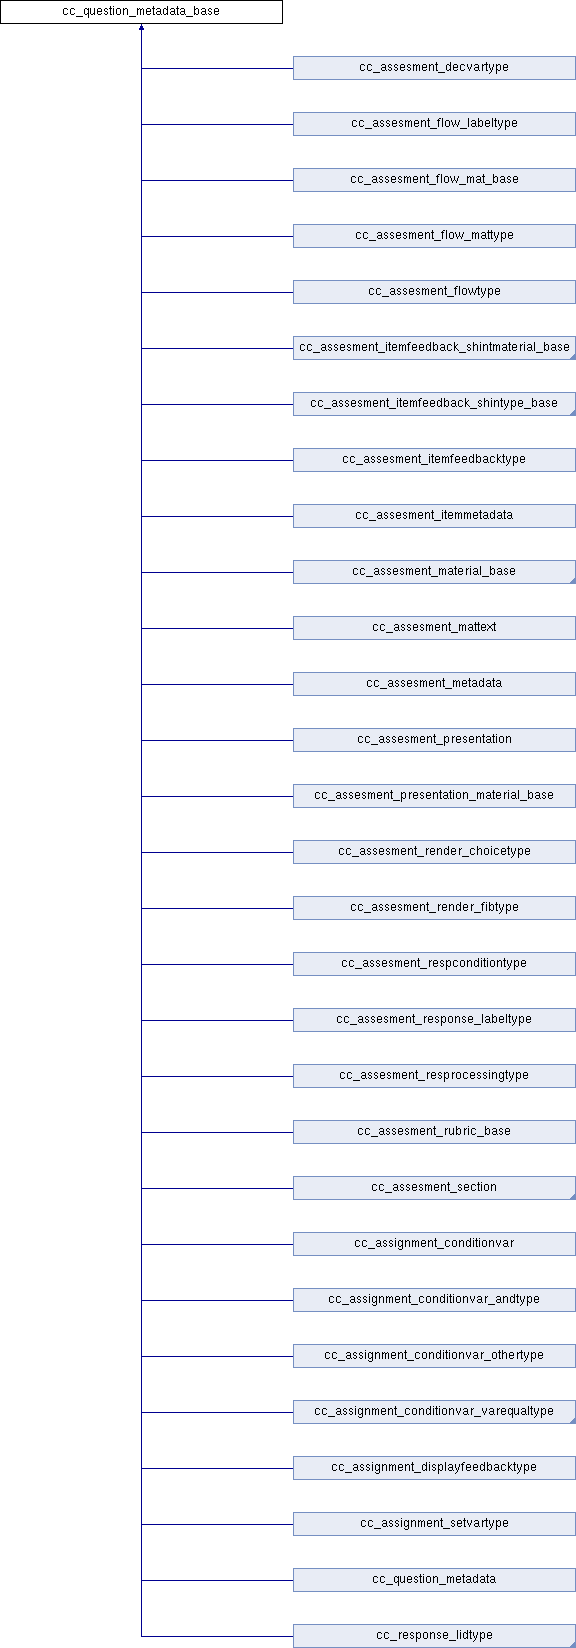 cc_question_metadata_base
cc_assesment_decvartype
cc_assesment_flow_labeltype
cc_assesment_flow_mat_base
cc_assesment_flow_mattype
cc_assesment_flowtype
cc_assesment_itemfeedback_shintmaterial_base
cc_assesment_itemfeedback_shintype_base
cc_assesment_itemfeedbacktype
cc_assesment_itemmetadata
cc_assesment_material_base
cc_assesment_mattext
cc_assesment_metadata
cc_assesment_presentation
cc_assesment_presentation_material_base
cc_assesment_render_choicetype
cc_assesment_render_fibtype
cc_assesment_respconditiontype
cc_assesment_response_labeltype
cc_assesment_resprocessingtype
cc_assesment_rubric_base
cc_assesment_section
cc_assignment_conditionvar
cc_assignment_conditionvar_andtype
cc_assignment_conditionvar_othertype
cc_assignment_conditionvar_varequaltype
cc_assignment_displayfeedbacktype
cc_assignment_setvartype
cc_question_metadata
cc_response_lidtype